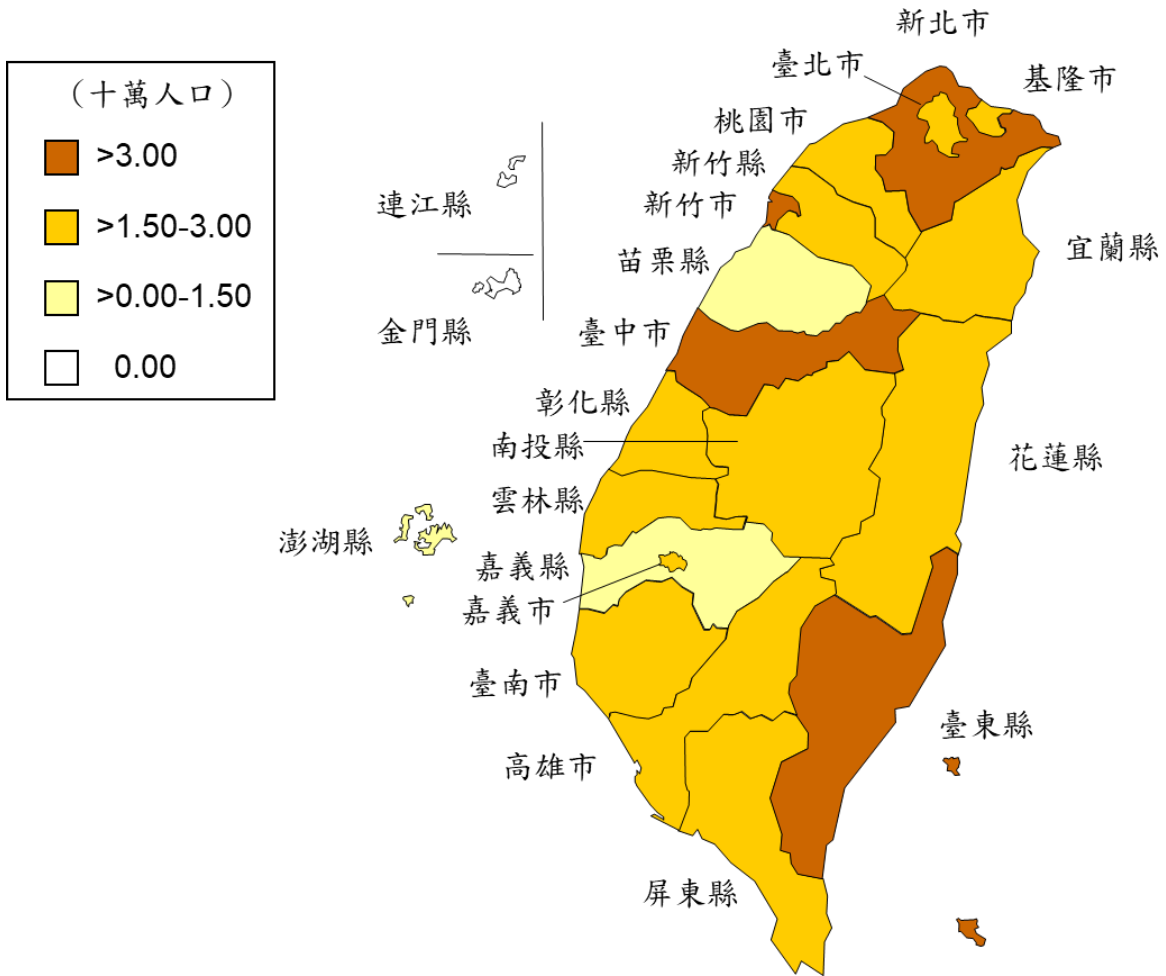 （十萬人口）
>3.00
>1.50-3.00
>0.00-1.50
0.00
新北市
臺北市
基隆市
桃園市
新竹縣
新竹市
連江縣
苗栗縣
宜蘭縣
金門縣
臺中市
彰化縣
南投縣
花蓮縣
雲林縣
澎湖縣
嘉義縣
嘉義市
臺南市
臺東縣
高雄市
屏東縣